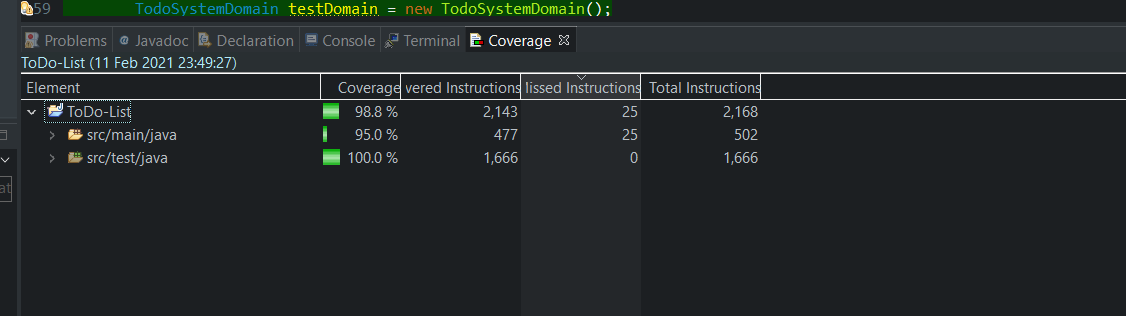 59 TodoSystemDomain testDomain = new TodoSystemDomain();
Problems @ Javadoc Declaration Console Terminal Coverage
ToDo-List (11 Feb 2021 23:49:27)
Element Coverage vered Instructions lissed Instructions Total Instructions
ToDo-List 98.8 % 2,143 25 2,168
src/main/java 95.0 % 477 25 502
src/test/java 100.0 % 1,666 0 1,666
at